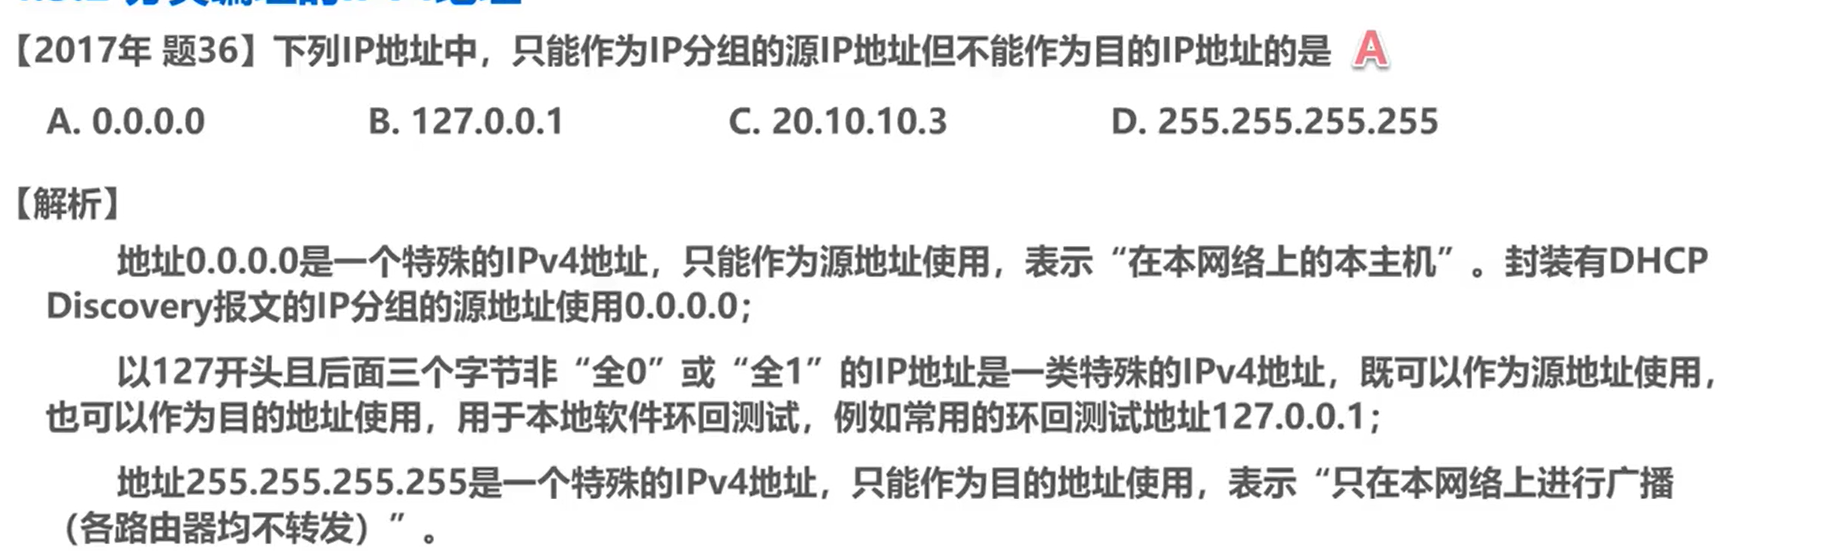 【2017年 题36】下列IP地址中，只能作为IP分组的源IP地址但不能作为目的IP地址的是 A
A. 0.0.0.0 B. 127.0.0.1 C. 20.10.10.3 D. 255.255.255.255
【解析】
地址0.0.0.0是一个特殊的IPv4地址，只能作为源地址使用，表示“在本网络上的本主机”。封装有DHCP
Discovery报文的IP分组的源地址使用0.0.0.0；
以127开头且后面三个字节非“全0”或“全1”的IP地址是一类特殊的IPv4地址，既可以作为源地址使用，
也可以作为目的地址使用，用于本地软件环回测试，例如常用的环回测试地址127.0.0.1；
地址255.255.255.255是一个特殊的IPv4地址，只能作为目的地址使用，表示“只在本网络上进行广播
（各路由器均不转发）”。